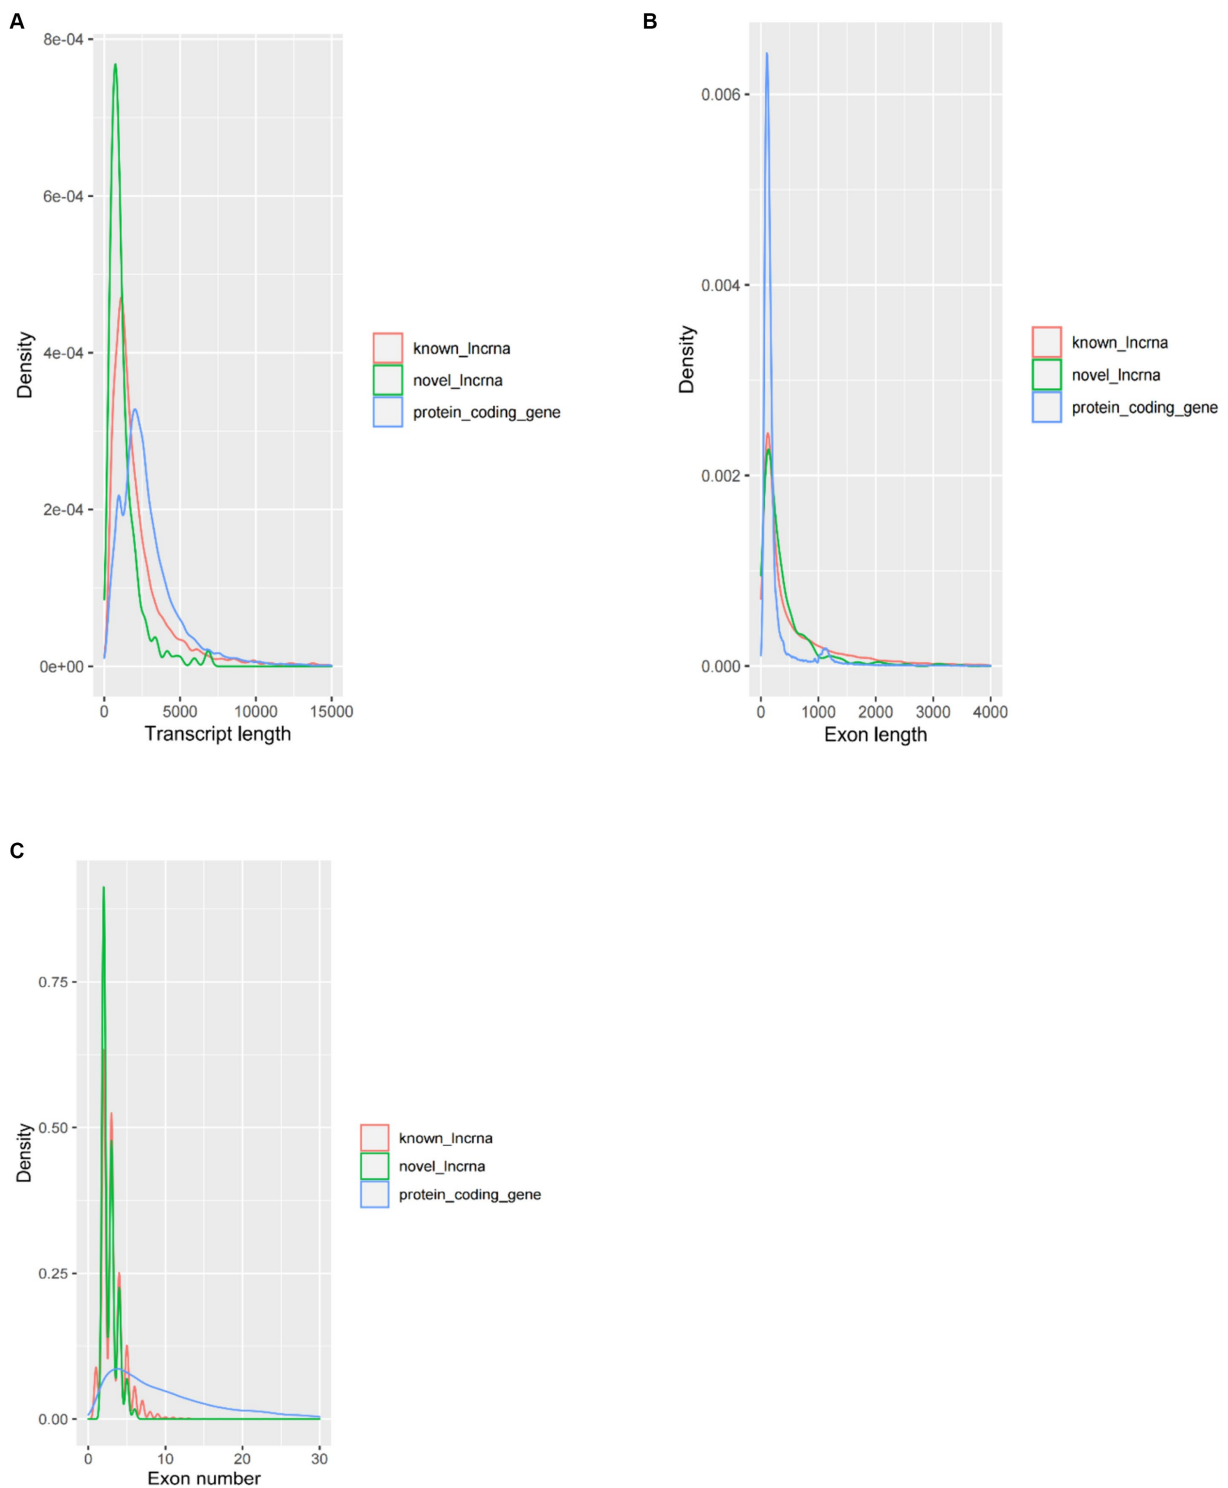 A
8e-04
6e-04
4e-04
2e-04
0e+00
Density
0
5000
10000
15000
Transcript length
known_lncrna
novel_lncrna
protein_coding_gene
B
0.006
0.004
0.002
0.000
Density
0
1000
2000
3000
4000
Exon length
known_lncrna
novel_lncrna
protein_coding_gene
C
0.75
0.50
0.25
0.00
Density
0
10
20
30
Exon number
known_lncrna
novel_lncrna
protein_coding_gene